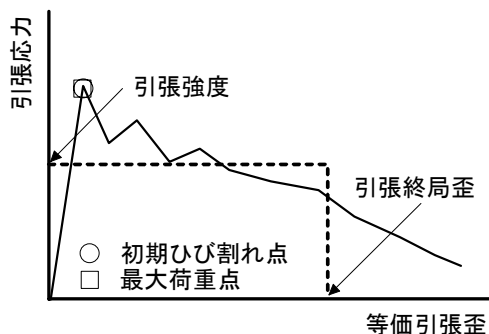 引張応力
引張強度
引張終局歪
○ 初期ひび割れ点
□ 最大荷重点
等価引張歪